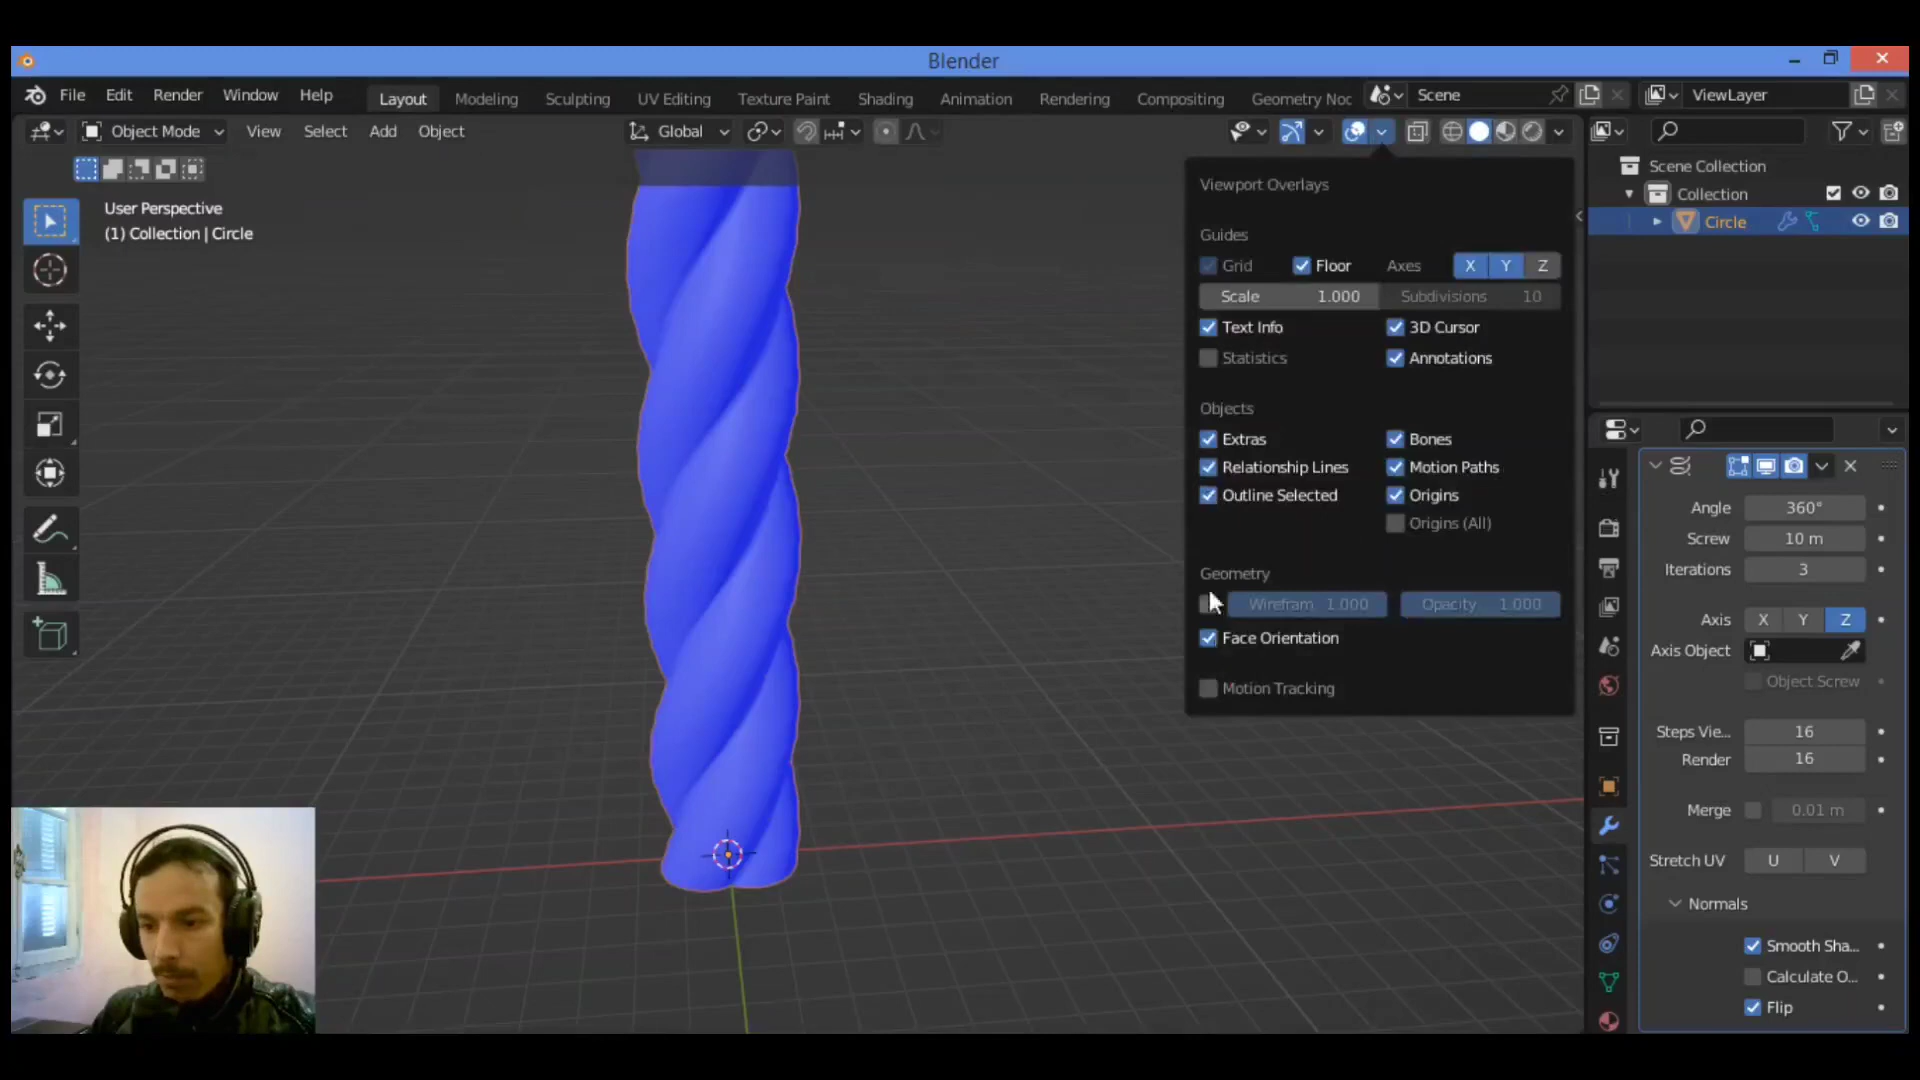 Blender
File Edit Render Window Help Layout Modeling Sculpting UV Editing Texture Paint Shading Animation Rendering Compositing Geometry Noc Scene ViewLayer
Object Mode View Select Add Object Global
User Perspective
(1) Collection | Circle
Viewport Overlays
Guides
Grid Floor Axes X Y Z
Scale 1.000 Subdivisions 10
Text Info 3D Cursor
Statistics Annotations
Objects
Extras Bones
Relationship Lines Motion Paths
Outline Selected Origins
Origins (All)
Geometry
Wirefram 1.000 Opacity 1.000
Face Orientation
Motion Tracking
Scene Collection
Collection
Circle
Angle 360°
Screw 10 m
Iterations 3
Axis X Y Z
Axis Object
Object Screw
Steps Vie... 16
Render 16
Merge 0.01 m
Stretch UV U V
Normals
Smooth Sha...
Calculate O...
Flip